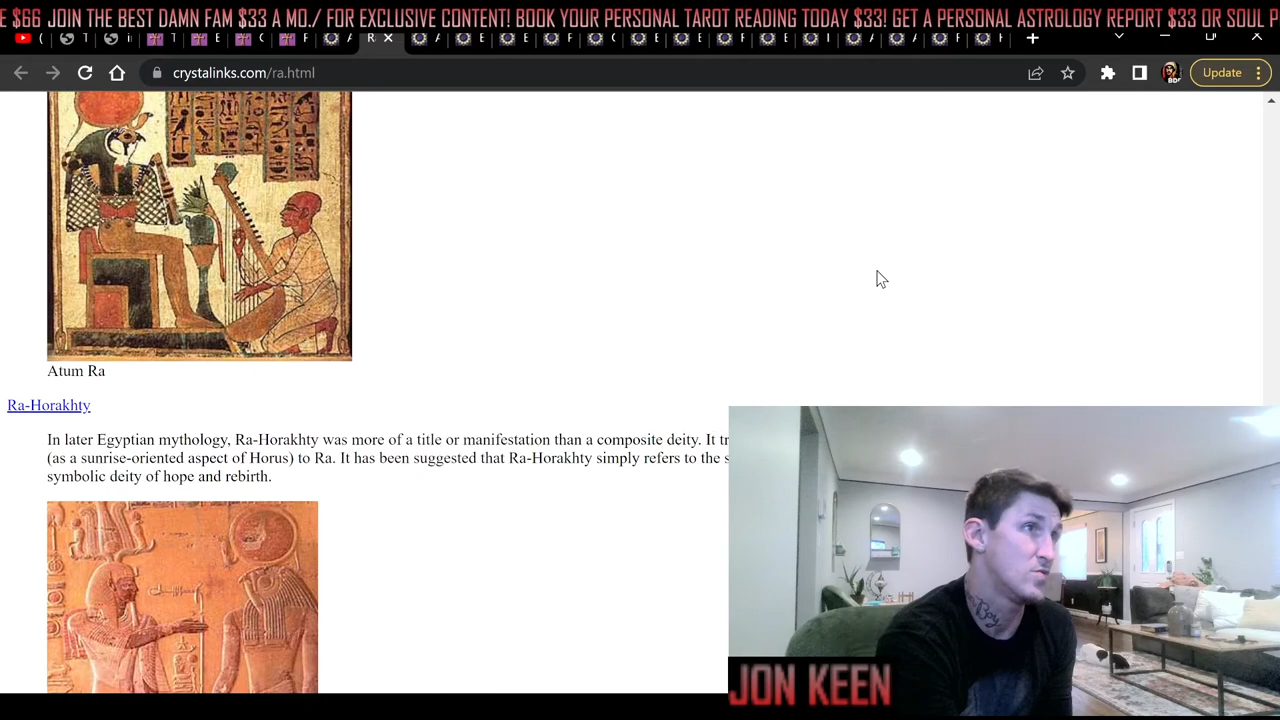 E $66 JOIN THE BEST DAMN FAM $33 A MO./ FOR EXCLUSIVE CONTENT! BOOK YOUR PERSONAL TAROT READING TODAY $33! GET A PERSONAL ASTROLOGY REPORT $33 OR SOUL P
crystalinks.com/ra.html
Update
Atum Ra
Ra-Horakhty
In later Egyptian mythology, Ra-Horakhty was more of a title or manifestation than a composite deity. It tr
(as a sunrise-oriented aspect of Horus) to Ra. It has been suggested that Ra-Horakhty simply refers to the s
symbolic deity of hope and rebirth.
Boy
JON KEEN